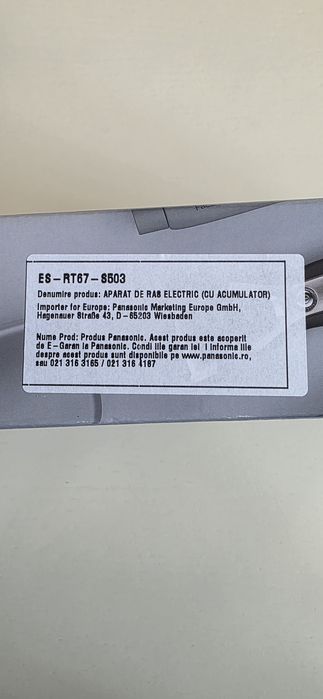 ES-RT67-S503
Denumire produs: APARAT DE RAS ELECTRIC (CU ACUMULATOR)
Importer for Europe: Panasonic Marketing Europe GmbH,
Hagenauer Straße 43, D-65203 Wiesbaden
Nume Prod: Produs Panasonic. Acest produs este acoperit
de E-Garan ia Panasonic. Condi iile garan iei i informa iile
despre acest produs sunt disponibile pe www.panasonic.ro,
sau 021 316 3165 / 021 316 4187